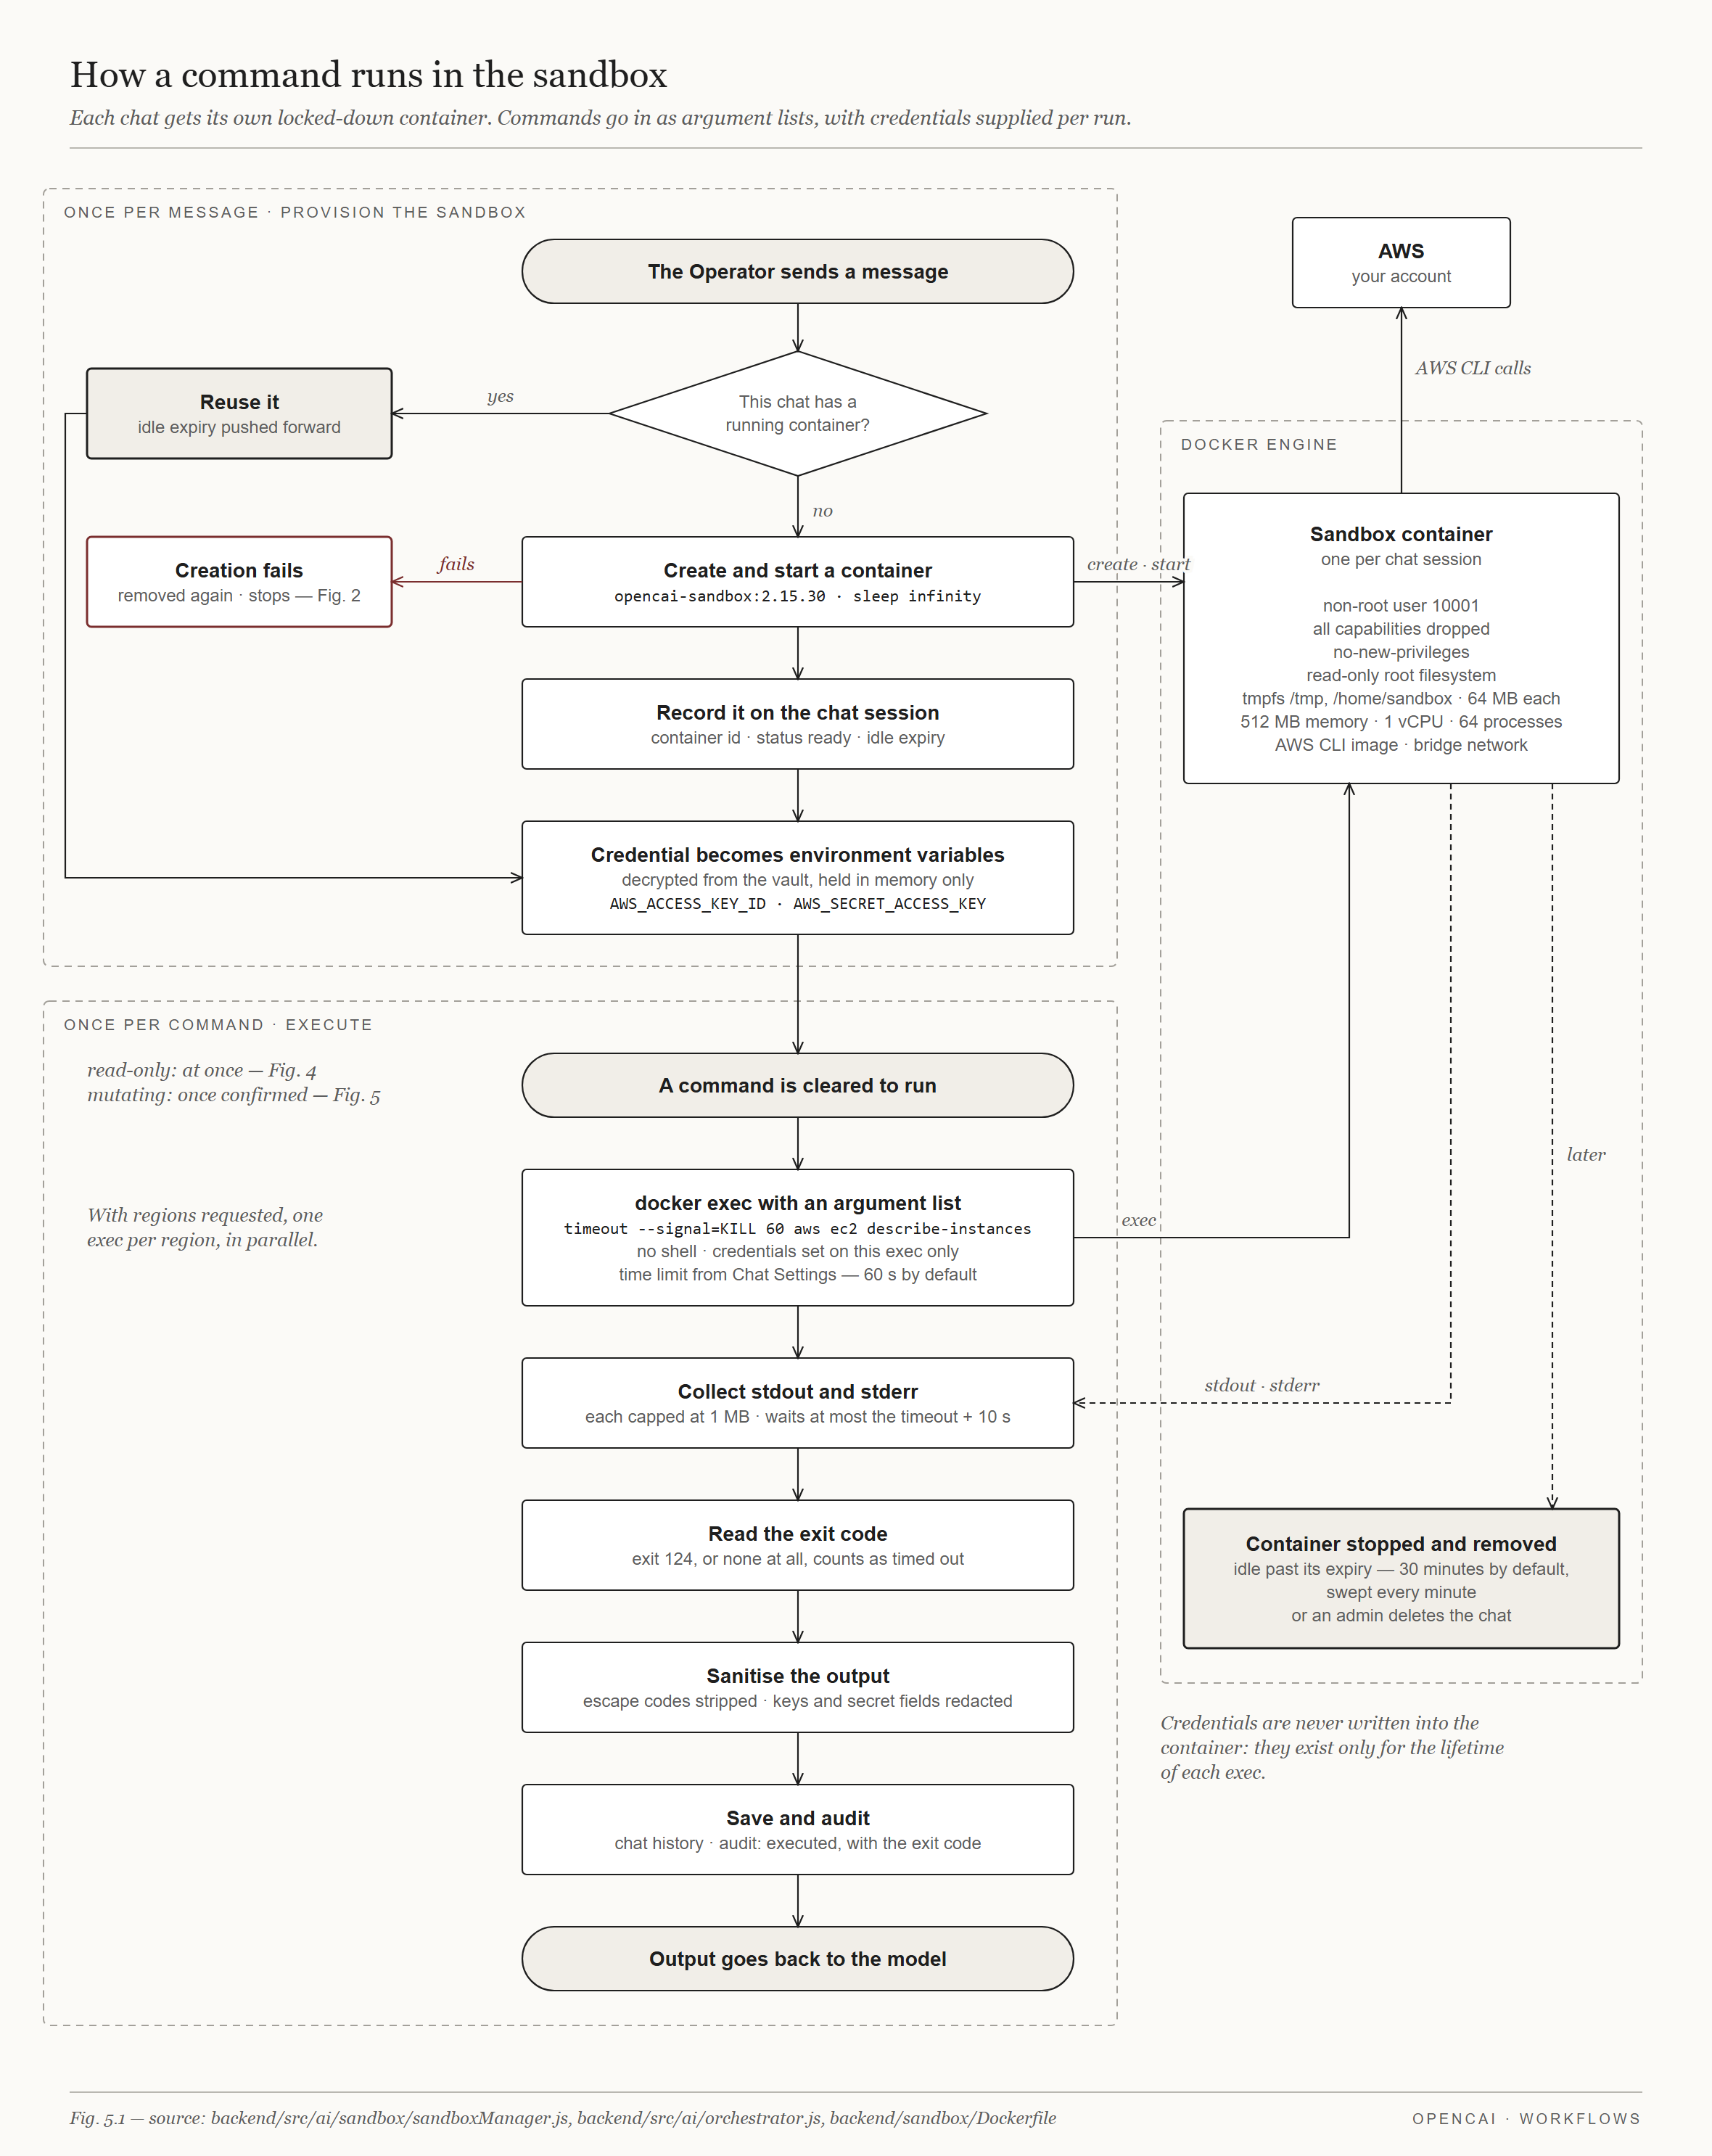 How a command runs in the sandbox
Each chat gets its own locked-down container. Commands go in as argument lists, with credentials supplied per run.
ONCE PER MESSAGE · PROVISION THE SANDBOX
The Operator sends a message
AWS
your account
AWS CLI calls
This chat has a
running container?
yes
Reuse it
idle expiry pushed forward
no
DOCKER ENGINE
Create and start a container
opencai-sandbox:2.15.30 · sleep infinity
fails
Creation fails
removed again · stops — Fig. 2
create · start
Sandbox container
one per chat session
non-root user 10001
all capabilities dropped
no-new-privileges
read-only root filesystem
tmpfs /tmp, /home/sandbox · 64 MB each
512 MB memory · 1 vCPU · 64 processes
AWS CLI image · bridge network
Record it on the chat session
container id · status ready · idle expiry
Credential becomes environment variables
decrypted from the vault, held in memory only
AWS_ACCESS_KEY_ID · AWS_SECRET_ACCESS_KEY
ONCE PER COMMAND · EXECUTE
read-only: at once — Fig. 4
mutating: once confirmed — Fig. 5
A command is cleared to run
later
With regions requested, one
exec per region, in parallel.
docker exec with an argument list
timeout --signal=KILL 60 aws ec2 describe-instances
no shell · credentials set on this exec only
time limit from Chat Settings — 60 s by default
exec
Collect stdout and stderr
each capped at 1 MB · waits at most the timeout + 10 s
stdout · stderr
Read the exit code
exit 124, or none at all, counts as timed out
Container stopped and removed
idle past its expiry — 30 minutes by default,
swept every minute
or an admin deletes the chat
Sanitise the output
escape codes stripped · keys and secret fields redacted
Credentials are never written into the
container: they exist only for the lifetime
of each exec.
Save and audit
chat history · audit: executed, with the exit code
Output goes back to the model
Fig. 5.1 — source: backend/src/ai/sandbox/sandboxManager.js, backend/src/ai/orchestrator.js, backend/sandbox/Dockerfile
OPENCAI · WORKFLOWS